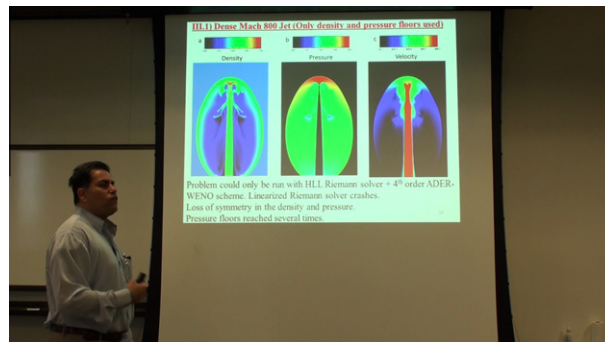 III.1) Dense Mach 800 Jet (Only density and pressure floors used)
a b c
Density Pressure Velocity
Problem could only be run with HLL Riemann solver + 4th order ADER-
WENO scheme. Linearized Riemann solver crashes.
Loss of symmetry in the density and pressure.
Pressure floors reached several times.